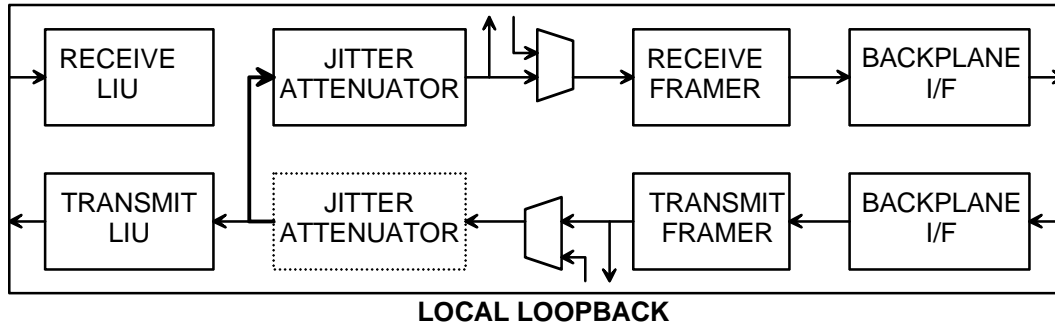 RECEIVE LIU
JITTER ATTENUATOR
RECEIVE FRAMER
BACKPLANE I/F
TRANSMIT LIU
JITTER ATTENUATOR
TRANSMIT FRAMER
BACKPLANE I/F
LOCAL LOOPBACK